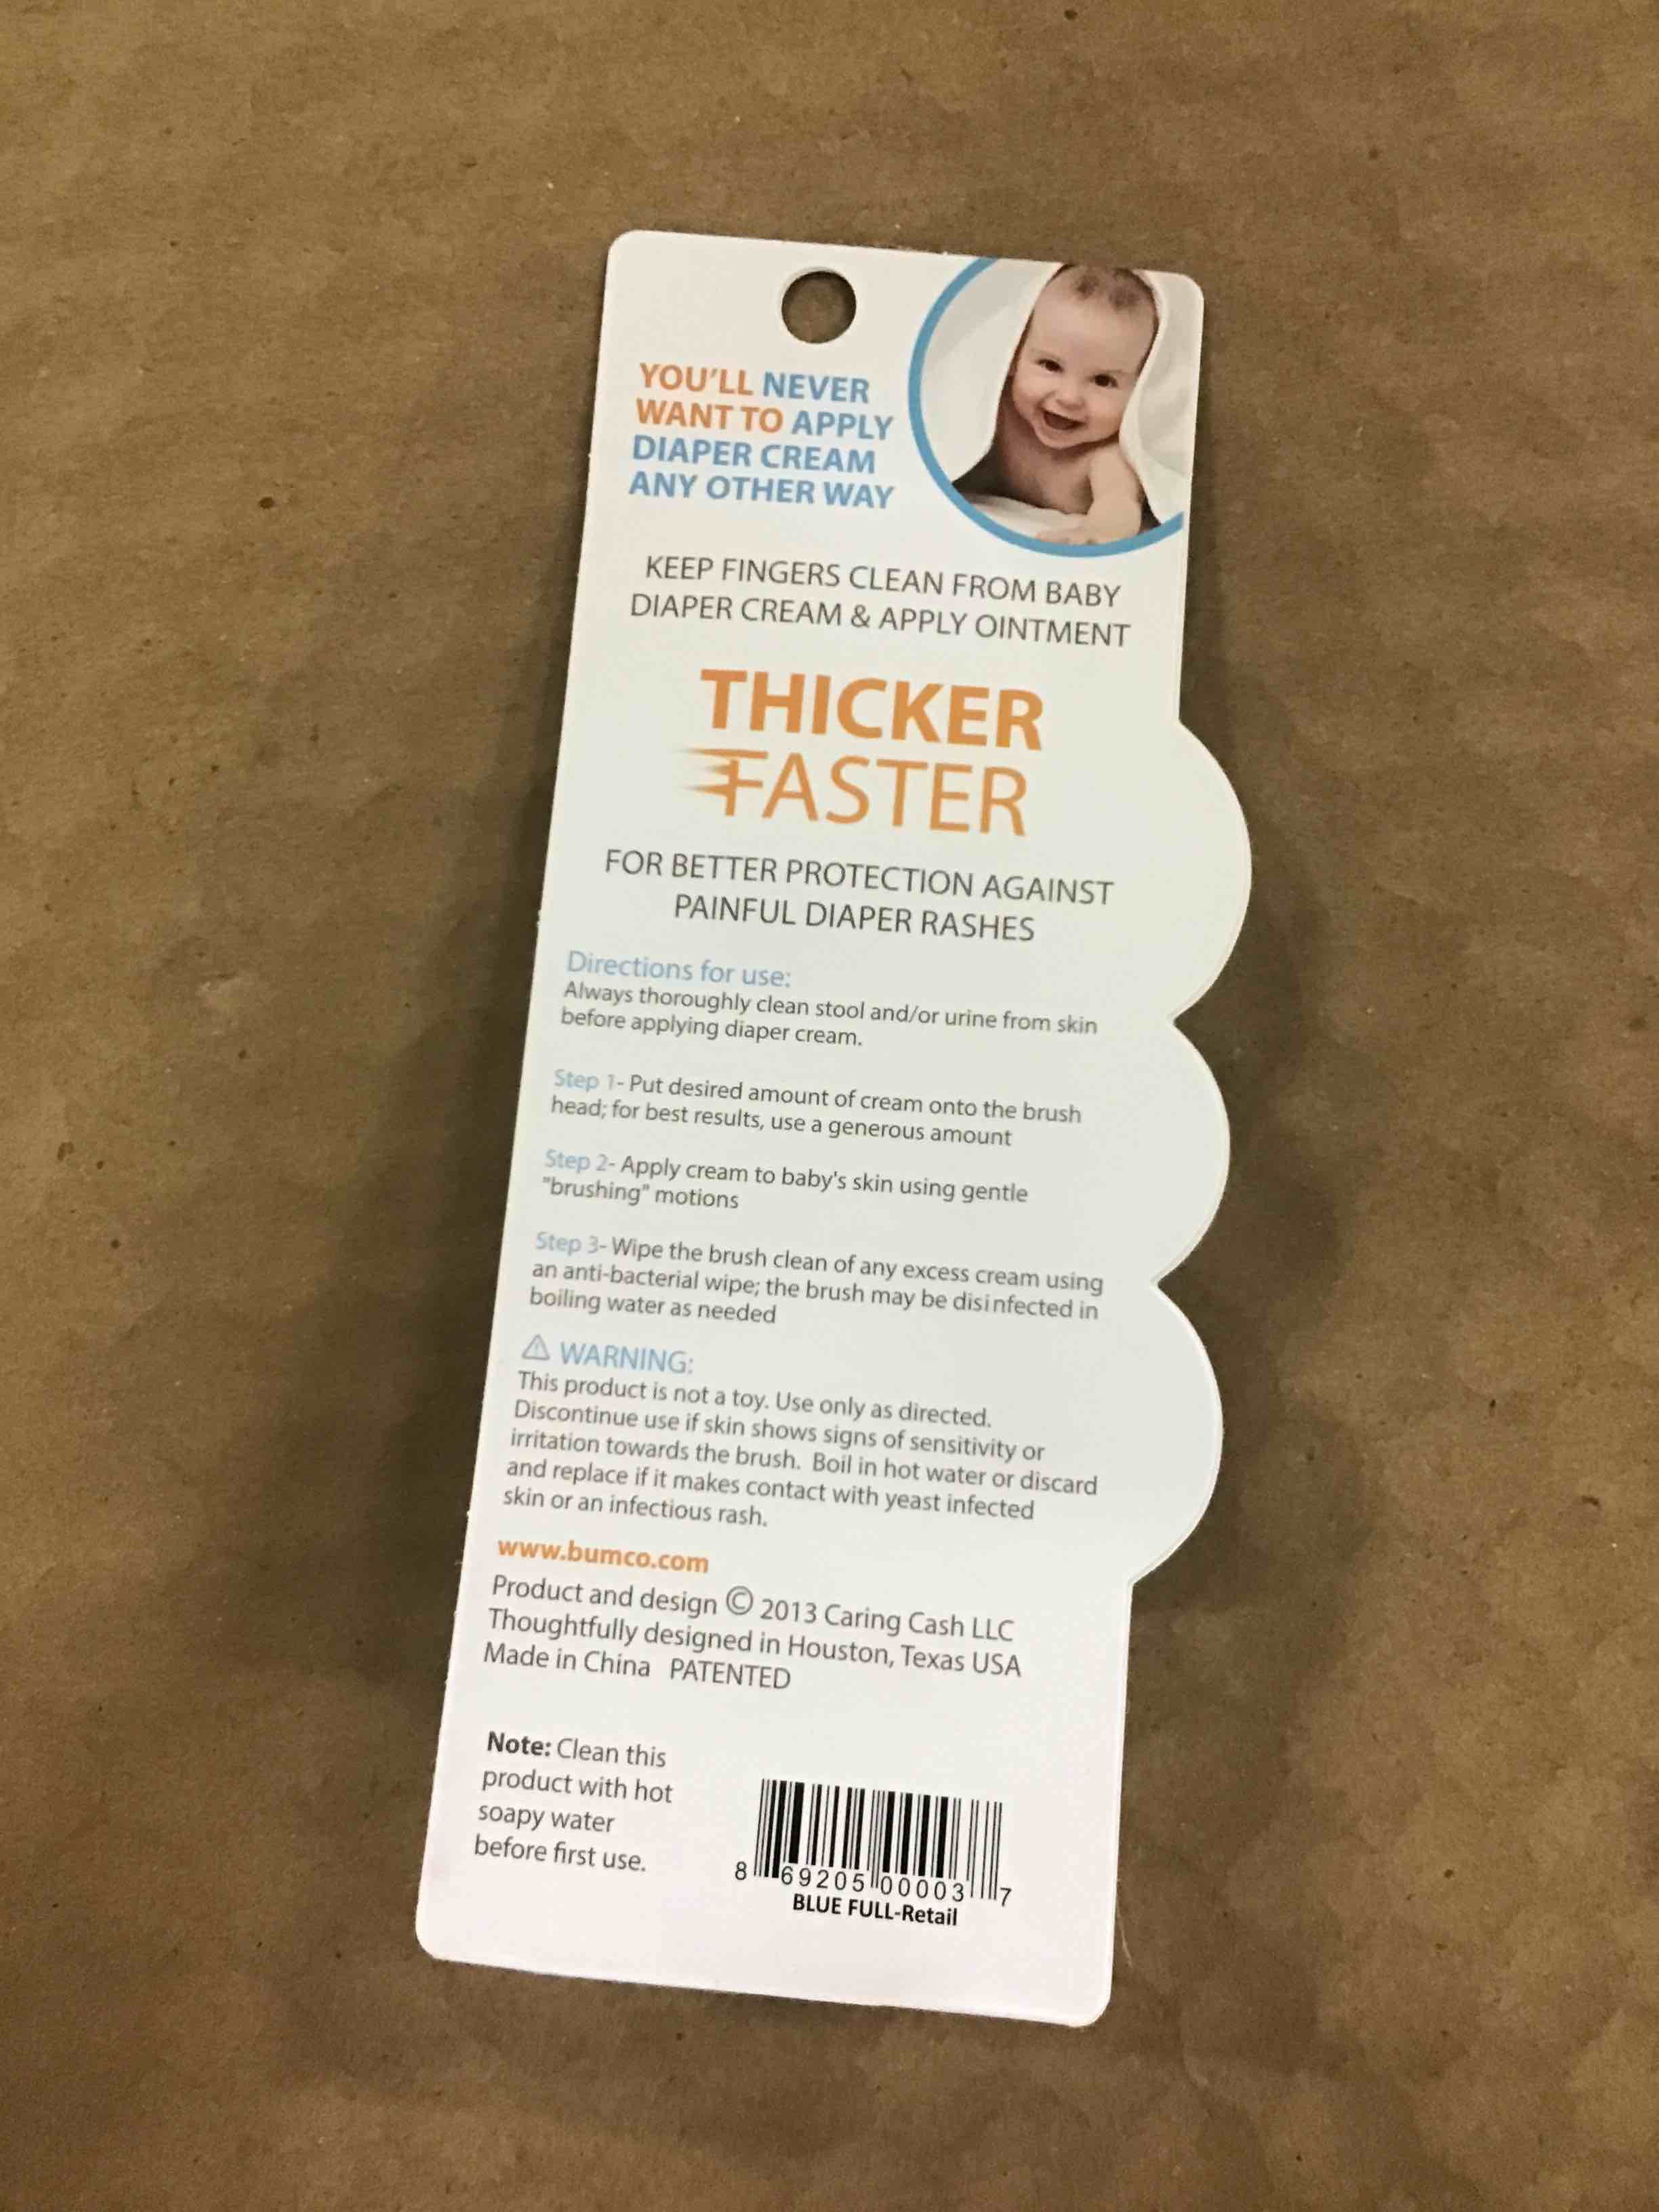 YOU'LL NEVER
WANT TO APPLY
DIAPER CREAM
ANY OTHER WAY
KEEP FINGERS CLEAN FROM BABY
DIAPER CREAM & APPLY OINTMENT
THICKER
FASTER
FOR BETTER PROTECTION AGAINST
PAINFUL DIAPER RASHES
Directions for use:
Always thoroughly clean stool and/or urine from skin
before applying diaper cream.
Step 1- Put desired amount of cream onto the brush
head; for best results, use a generous amount
Step 2- Apply cream to baby's skin using gentle
"brushing" motions
Step 3- Wipe the brush clean of any excess cream using
an anti-bacterial wipe; the brush may be disinfected in
boiling water as needed
⚠ WARNING:
This product is not a toy. Use only as directed.
Discontinue use if skin shows signs of sensitivity or
irritation towards the brush. Boil in hot water or discard
and replace if it makes contact with yeast infected
skin or an infectious rash.
www.bumco.com
Product and design © 2013 Caring Cash LLC
Thoughtfully designed in Houston, Texas USA
Made in China PATENTED
Note: Clean this
product with hot
soapy water
before first use.
8 69205 00003 7
BLUE FULL-Retail